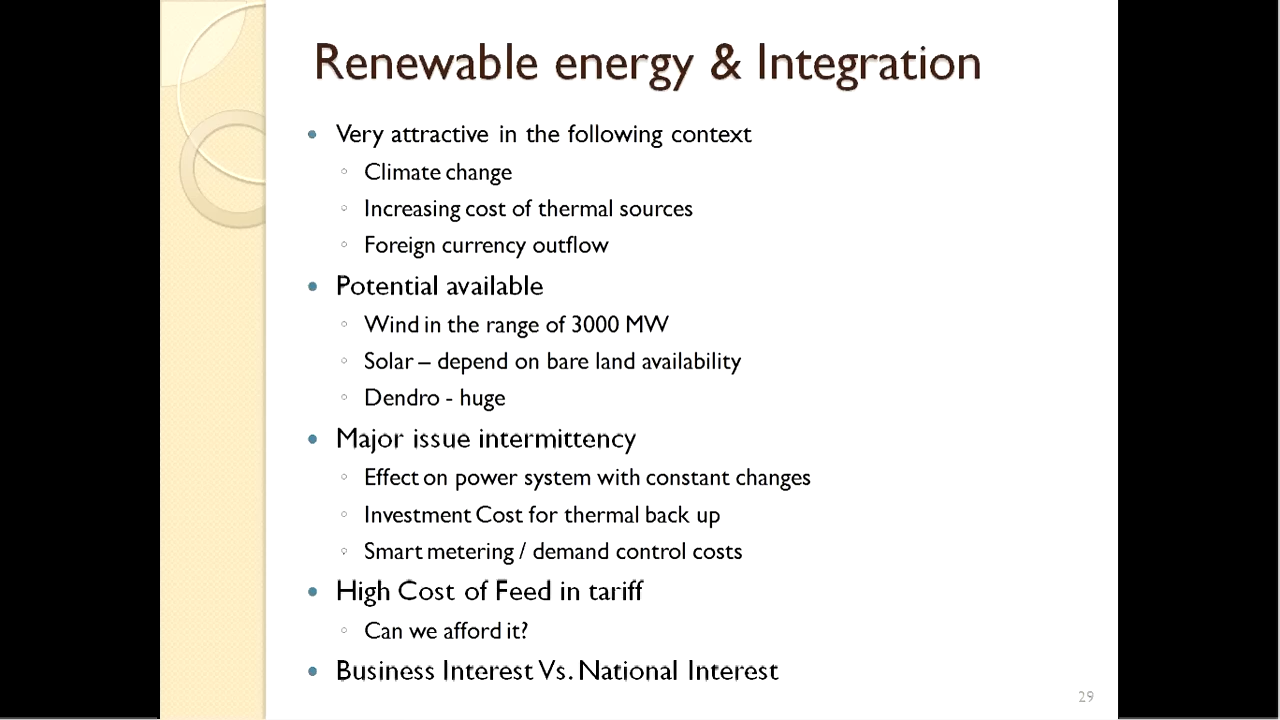 Renewable energy & Integration
Very attractive in the following context
Climate change
Increasing cost of thermal sources
Foreign currency outflow
Potential available
Wind in the range of 3000 MW
Solar – depend on bare land availability
Dendro - huge
Major issue intermittency
Effect on power system with constant changes
Investment Cost for thermal back up
Smart metering / demand control costs
High Cost of Feed in tariff
Can we afford it?
Business Interest Vs. National Interest
29